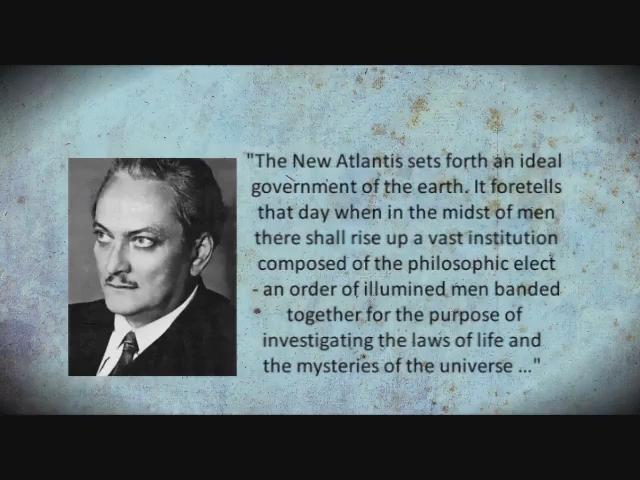 "The New Atlantis sets forth an ideal
government of the earth. It foretells
that day when in the midst of men
there shall rise up a vast institution
composed of the philosophic elect
- an order of illumined men banded
together for the purpose of
investigating the laws of life and
the mysteries of the universe ..."